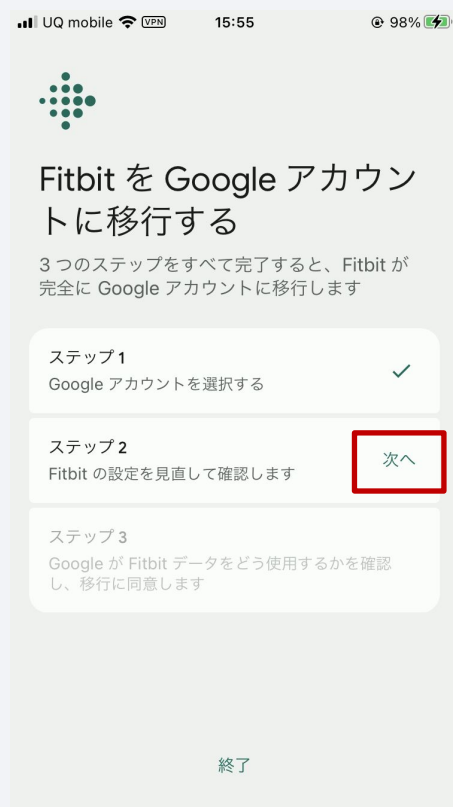 UQ mobile VPN 15:55 98%
Fitbit を Google アカウン
トに移行する
3 つのステップをすべて完了すると、Fitbit が
完全に Google アカウントに移行します
ステップ 1
Google アカウントを選択する
ステップ 2
Fitbit の設定を見直して確認します
次へ
ステップ 3
Google が Fitbit データをどう使用するかを確認
し、移行に同意します
終了